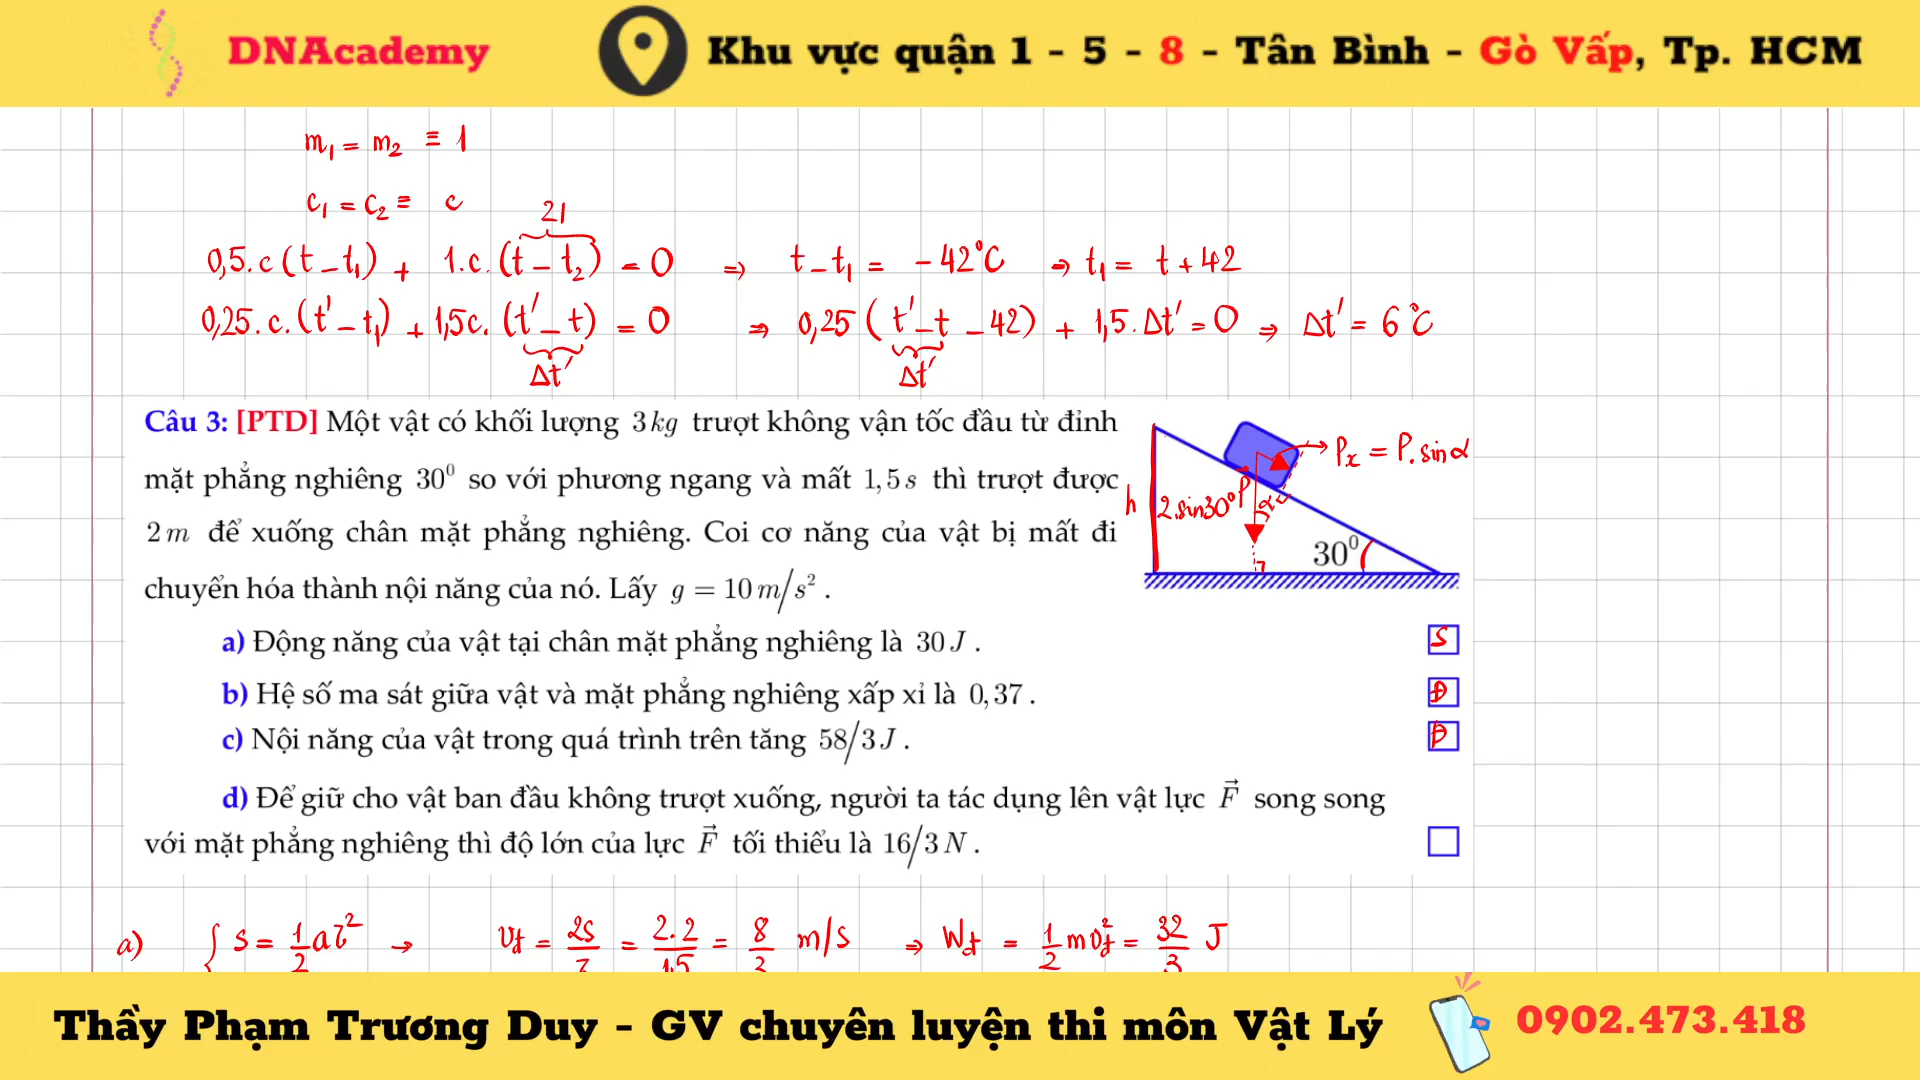 DNAcademy
Khu vực quận 1 - 5 - 8 - Tân Bình - Gò Vấp, Tp. HCM
m₁ = m₂ ≡ 1
c₁ = c₂ ≡ c
21
0,5.c(t-t₁) + 1.c.(t-t₂) = 0 ⇒ t-t₁ = -42°C ⇒ t₁ = t+42
0,25.c.(t'-t₁) + 1,5c.(t'-t) = 0 ⇒ 0,25(t'-t-42) + 1,5.Δt' = 0 ⇒ Δt' = 6°C
Δt' Δt'
Câu 3: [PTD] Một vật có khối lượng 3kg trượt không vận tốc đầu từ đỉnh
mặt phẳng nghiêng 30⁰ so với phương ngang và mất 1,5s thì trượt được
2m để xuống chân mặt phẳng nghiêng. Coi cơ năng của vật bị mất đi
chuyển hóa thành nội năng của nó. Lấy g = 10m/s².
Pₓ = P.sinα
h 2.sin30° P α
30⁰
a) Động năng của vật tại chân mặt phẳng nghiêng là 30J. S
b) Hệ số ma sát giữa vật và mặt phẳng nghiêng xấp xỉ là 0,37. Đ
c) Nội năng của vật trong quá trình trên tăng 58/3J. Đ
d) Để giữ cho vật ban đầu không trượt xuống, người ta tác dụng lên vật lực F⃗ song song
với mặt phẳng nghiêng thì độ lớn của lực F⃗ tối thiểu là 16/3N.
a) { s = 1/2 at² → vₜ = 2s/t = 2.2/1,5 = 8/3 m/s ⇒ Wđ = 1/2 mvₜ² = 32/3 J
Thầy Phạm Trương Duy - GV chuyên luyện thi môn Vật Lý
0902.473.418